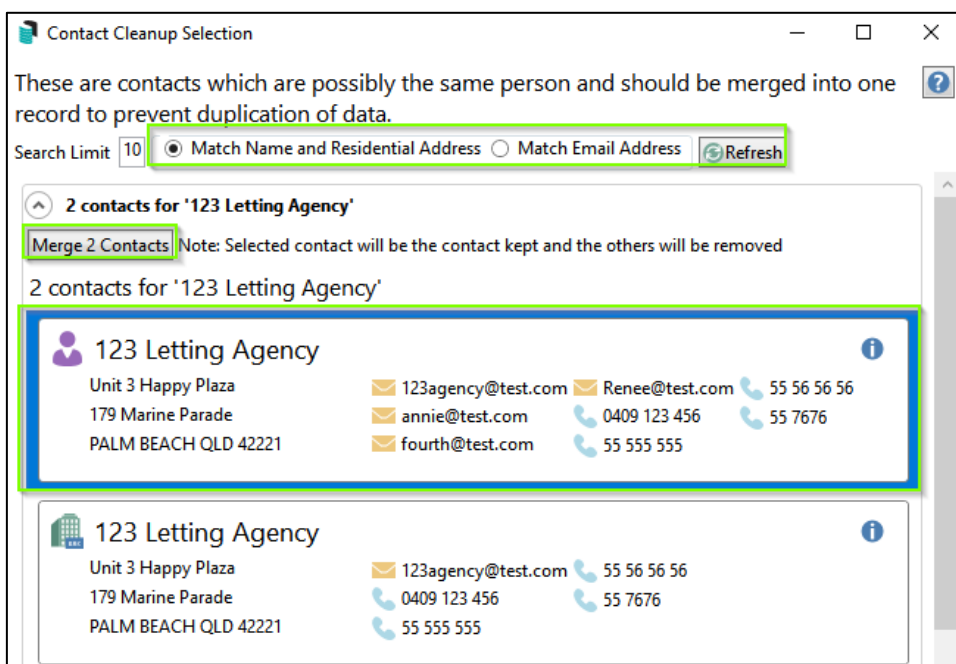 Contact Cleanup Selection
These are contacts which are possibly the same person and should be merged into one
record to prevent duplication of data.
Search Limit 10 Match Name and Residential Address Match Email Address Refresh
2 contacts for '123 Letting Agency'
Merge 2 Contacts Note: Selected contact will be the contact kept and the others will be removed
2 contacts for '123 Letting Agency'
123 Letting Agency
Unit 3 Happy Plaza 123agency@test.com Renee@test.com 55 56 56 56
179 Marine Parade annie@test.com 0409 123 456 55 7676
PALM BEACH QLD 42221 fourth@test.com 55 555 555
123 Letting Agency
Unit 3 Happy Plaza 123agency@test.com 55 56 56 56
179 Marine Parade 0409 123 456 55 7676
PALM BEACH QLD 42221 55 555 555